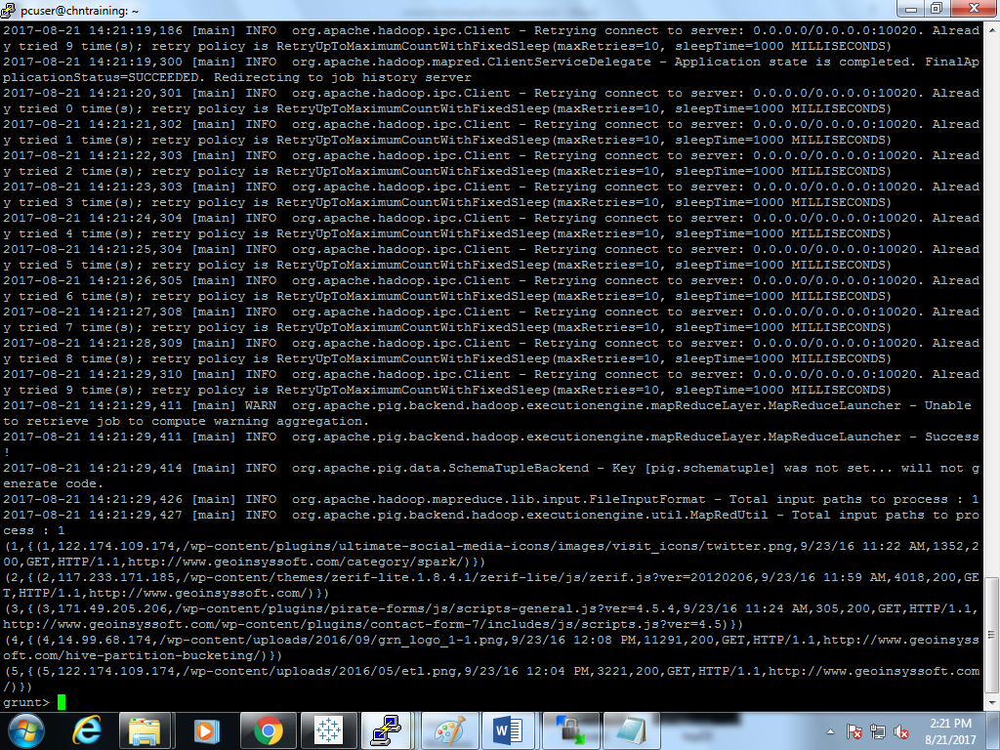 pcuser@chntraining: ~
2017-08-21 14:21:19,186 [main] INFO  org.apache.hadoop.ipc.Client - Retrying connect to server: 0.0.0.0/0.0.0.0:10020. Alread
y tried 9 time(s); retry policy is RetryUpToMaximumCountWithFixedSleep(maxRetries=10, sleepTime=1000 MILLISECONDS)
2017-08-21 14:21:19,300 [main] INFO  org.apache.hadoop.mapred.ClientServiceDelegate - Application state is completed. FinalAp
plicationStatus=SUCCEEDED. Redirecting to job history server
2017-08-21 14:21:20,301 [main] INFO  org.apache.hadoop.ipc.Client - Retrying connect to server: 0.0.0.0/0.0.0.0:10020. Alread
y tried 0 time(s); retry policy is RetryUpToMaximumCountWithFixedSleep(maxRetries=10, sleepTime=1000 MILLISECONDS)
2017-08-21 14:21:21,302 [main] INFO  org.apache.hadoop.ipc.Client - Retrying connect to server: 0.0.0.0/0.0.0.0:10020. Alread
y tried 1 time(s); retry policy is RetryUpToMaximumCountWithFixedSleep(maxRetries=10, sleepTime=1000 MILLISECONDS)
2017-08-21 14:21:22,303 [main] INFO  org.apache.hadoop.ipc.Client - Retrying connect to server: 0.0.0.0/0.0.0.0:10020. Alread
y tried 2 time(s); retry policy is RetryUpToMaximumCountWithFixedSleep(maxRetries=10, sleepTime=1000 MILLISECONDS)
2017-08-21 14:21:23,303 [main] INFO  org.apache.hadoop.ipc.Client - Retrying connect to server: 0.0.0.0/0.0.0.0:10020. Alread
y tried 3 time(s); retry policy is RetryUpToMaximumCountWithFixedSleep(maxRetries=10, sleepTime=1000 MILLISECONDS)
2017-08-21 14:21:24,304 [main] INFO  org.apache.hadoop.ipc.Client - Retrying connect to server: 0.0.0.0/0.0.0.0:10020. Alread
y tried 4 time(s); retry policy is RetryUpToMaximumCountWithFixedSleep(maxRetries=10, sleepTime=1000 MILLISECONDS)
2017-08-21 14:21:25,304 [main] INFO  org.apache.hadoop.ipc.Client - Retrying connect to server: 0.0.0.0/0.0.0.0:10020. Alread
y tried 5 time(s); retry policy is RetryUpToMaximumCountWithFixedSleep(maxRetries=10, sleepTime=1000 MILLISECONDS)
2017-08-21 14:21:26,305 [main] INFO  org.apache.hadoop.ipc.Client - Retrying connect to server: 0.0.0.0/0.0.0.0:10020. Alread
y tried 6 time(s); retry policy is RetryUpToMaximumCountWithFixedSleep(maxRetries=10, sleepTime=1000 MILLISECONDS)
2017-08-21 14:21:27,308 [main] INFO  org.apache.hadoop.ipc.Client - Retrying connect to server: 0.0.0.0/0.0.0.0:10020. Alread
y tried 7 time(s); retry policy is RetryUpToMaximumCountWithFixedSleep(maxRetries=10, sleepTime=1000 MILLISECONDS)
2017-08-21 14:21:28,309 [main] INFO  org.apache.hadoop.ipc.Client - Retrying connect to server: 0.0.0.0/0.0.0.0:10020. Alread
y tried 8 time(s); retry policy is RetryUpToMaximumCountWithFixedSleep(maxRetries=10, sleepTime=1000 MILLISECONDS)
2017-08-21 14:21:29,310 [main] INFO  org.apache.hadoop.ipc.Client - Retrying connect to server: 0.0.0.0/0.0.0.0:10020. Alread
y tried 9 time(s); retry policy is RetryUpToMaximumCountWithFixedSleep(maxRetries=10, sleepTime=1000 MILLISECONDS)
2017-08-21 14:21:29,411 [main] WARN  org.apache.pig.backend.hadoop.executionengine.mapReduceLayer.MapReduceLauncher - Unable
to retrieve job to compute warning aggregation.
2017-08-21 14:21:29,411 [main] INFO  org.apache.pig.backend.hadoop.executionengine.mapReduceLayer.MapReduceLauncher - Success
!
2017-08-21 14:21:29,414 [main] INFO  org.apache.pig.data.SchemaTupleBackend - Key [pig.schematuple] was not set... will not g
enerate code.
2017-08-21 14:21:29,426 [main] INFO  org.apache.hadoop.mapreduce.lib.input.FileInputFormat - Total input paths to process : 1
2017-08-21 14:21:29,427 [main] INFO  org.apache.pig.backend.hadoop.executionengine.util.MapRedUtil - Total input paths to pro
cess : 1
(1,{(1,122.174.109.174,/wp-content/plugins/ultimate-social-media-icons/images/visit_icons/twitter.png,9/23/16 11:22 AM,1352,2
00,GET,HTTP/1.1,http://www.geoinsyssoft.com/category/spark/)})
(2,{(2,117.233.171.185,/wp-content/themes/zerif-lite.1.8.4.1/zerif-lite/js/zerif.js?ver=20120206,9/23/16 11:59 AM,4018,200,GE
T,HTTP/1.1,http://www.geoinsyssoft.com/)})
(3,{(3,171.49.205.206,/wp-content/plugins/pirate-forms/js/scripts-general.js?ver=4.5.4,9/23/16 11:24 AM,305,200,GET,HTTP/1.1,
http://www.geoinsyssoft.com/wp-content/plugins/contact-form-7/includes/js/scripts.js?ver=4.5)})
(4,{(4,14.99.68.174,/wp-content/uploads/2016/09/grn_logo_1-1.png,9/23/16 12:08 PM,11291,200,GET,HTTP/1.1,http://www.geoinsyss
oft.com/hive-partition-bucketing/)})
(5,{(5,122.174.109.174,/wp-content/uploads/2016/05/etl.png,9/23/16 12:04 PM,3221,200,GET,HTTP/1.1,http://www.geoinsyssoft.com
/)})
grunt>
2:21 PM
8/21/2017